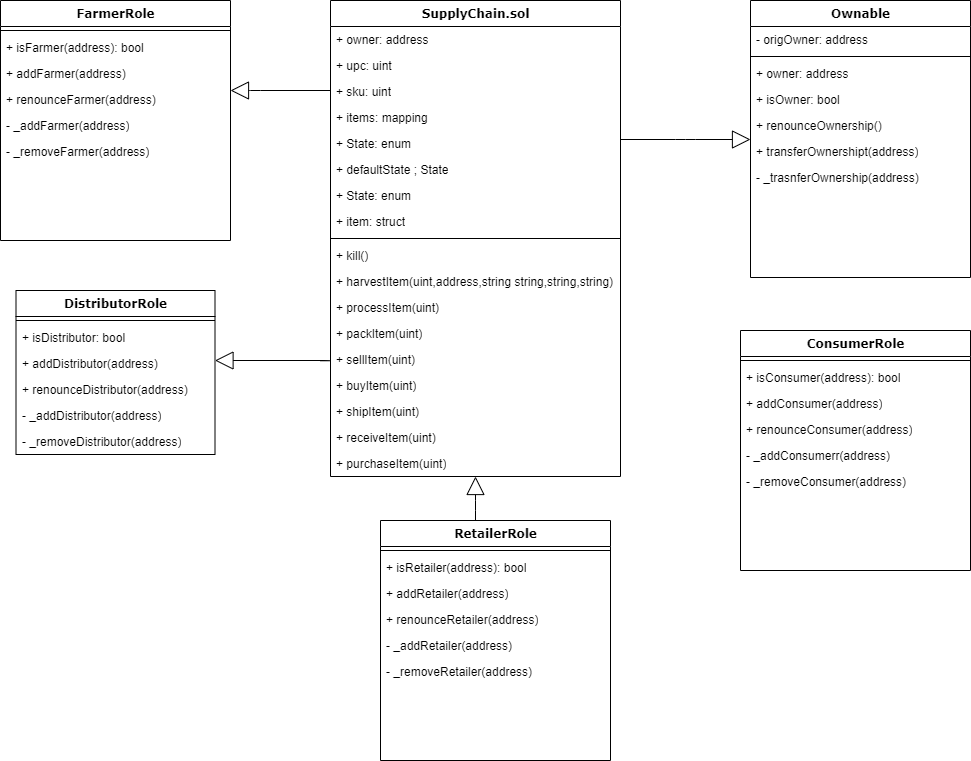 FarmerRole
+ isFarmer(address): bool
+ addFarmer(address)
+ renounceFarmer(address)
- _addFarmer(address)
- _removeFarmer(address)
SupplyChain.sol
+ owner: address
+ upc: uint
+ sku: uint
+ items: mapping
+ State: enum
+ defaultState ; State
+ State: enum
+ item: struct
+ kill()
+ harvestItem(uint,address,string string,string,string)
+ processItem(uint)
+ packItem(uint)
+ sellItem(uint)
+ buyItem(uint)
+ shipItem(uint)
+ receiveItem(uint)
+ purchaseItem(uint)
Ownable
- origOwner: address
+ owner: address
+ isOwner: bool
+ renounceOwnership()
+ transferOwnershipt(address)
- _trasnferOwnership(address)
DistributorRole
+ isDistributor: bool
+ addDistributor(address)
+ renounceDistributor(address)
- _addDistributor(address)
- _removeDistributor(address)
ConsumerRole
+ isConsumer(address): bool
+ addConsumer(address)
+ renounceConsumer(address)
- _addConsumerr(address)
- _removeConsumer(address)
RetailerRole
+ isRetailer(address): bool
+ addRetailer(address)
+ renounceRetailer(address)
- _addRetailer(address)
- _removeRetailer(address)